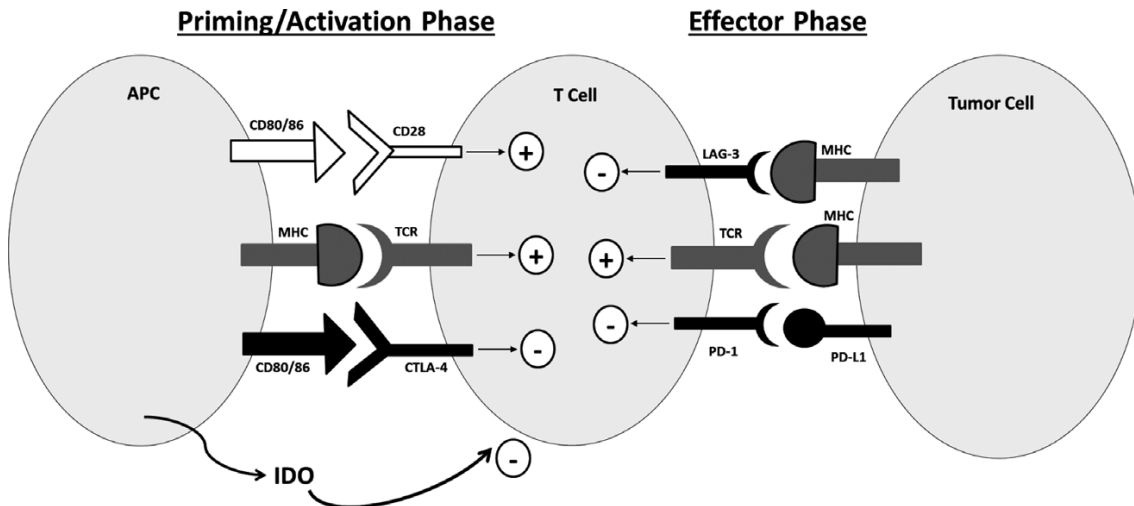 Priming/Activation Phase
Effector Phase
APC
T Cell
Tumor Cell
CD80/86
CD28
+
LAG-3
MHC
-
MHC
TCR
+
TCR
MHC
+
CD80/86
CTLA-4
-
PD-1
PD-L1
-
IDO
-